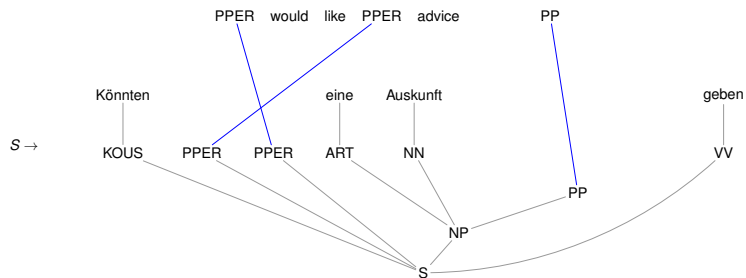 PPER would like PPER advice PP
Könnten eine Auskunft geben
S → KOUS PPER PPER ART NN VV
PP
NP
S